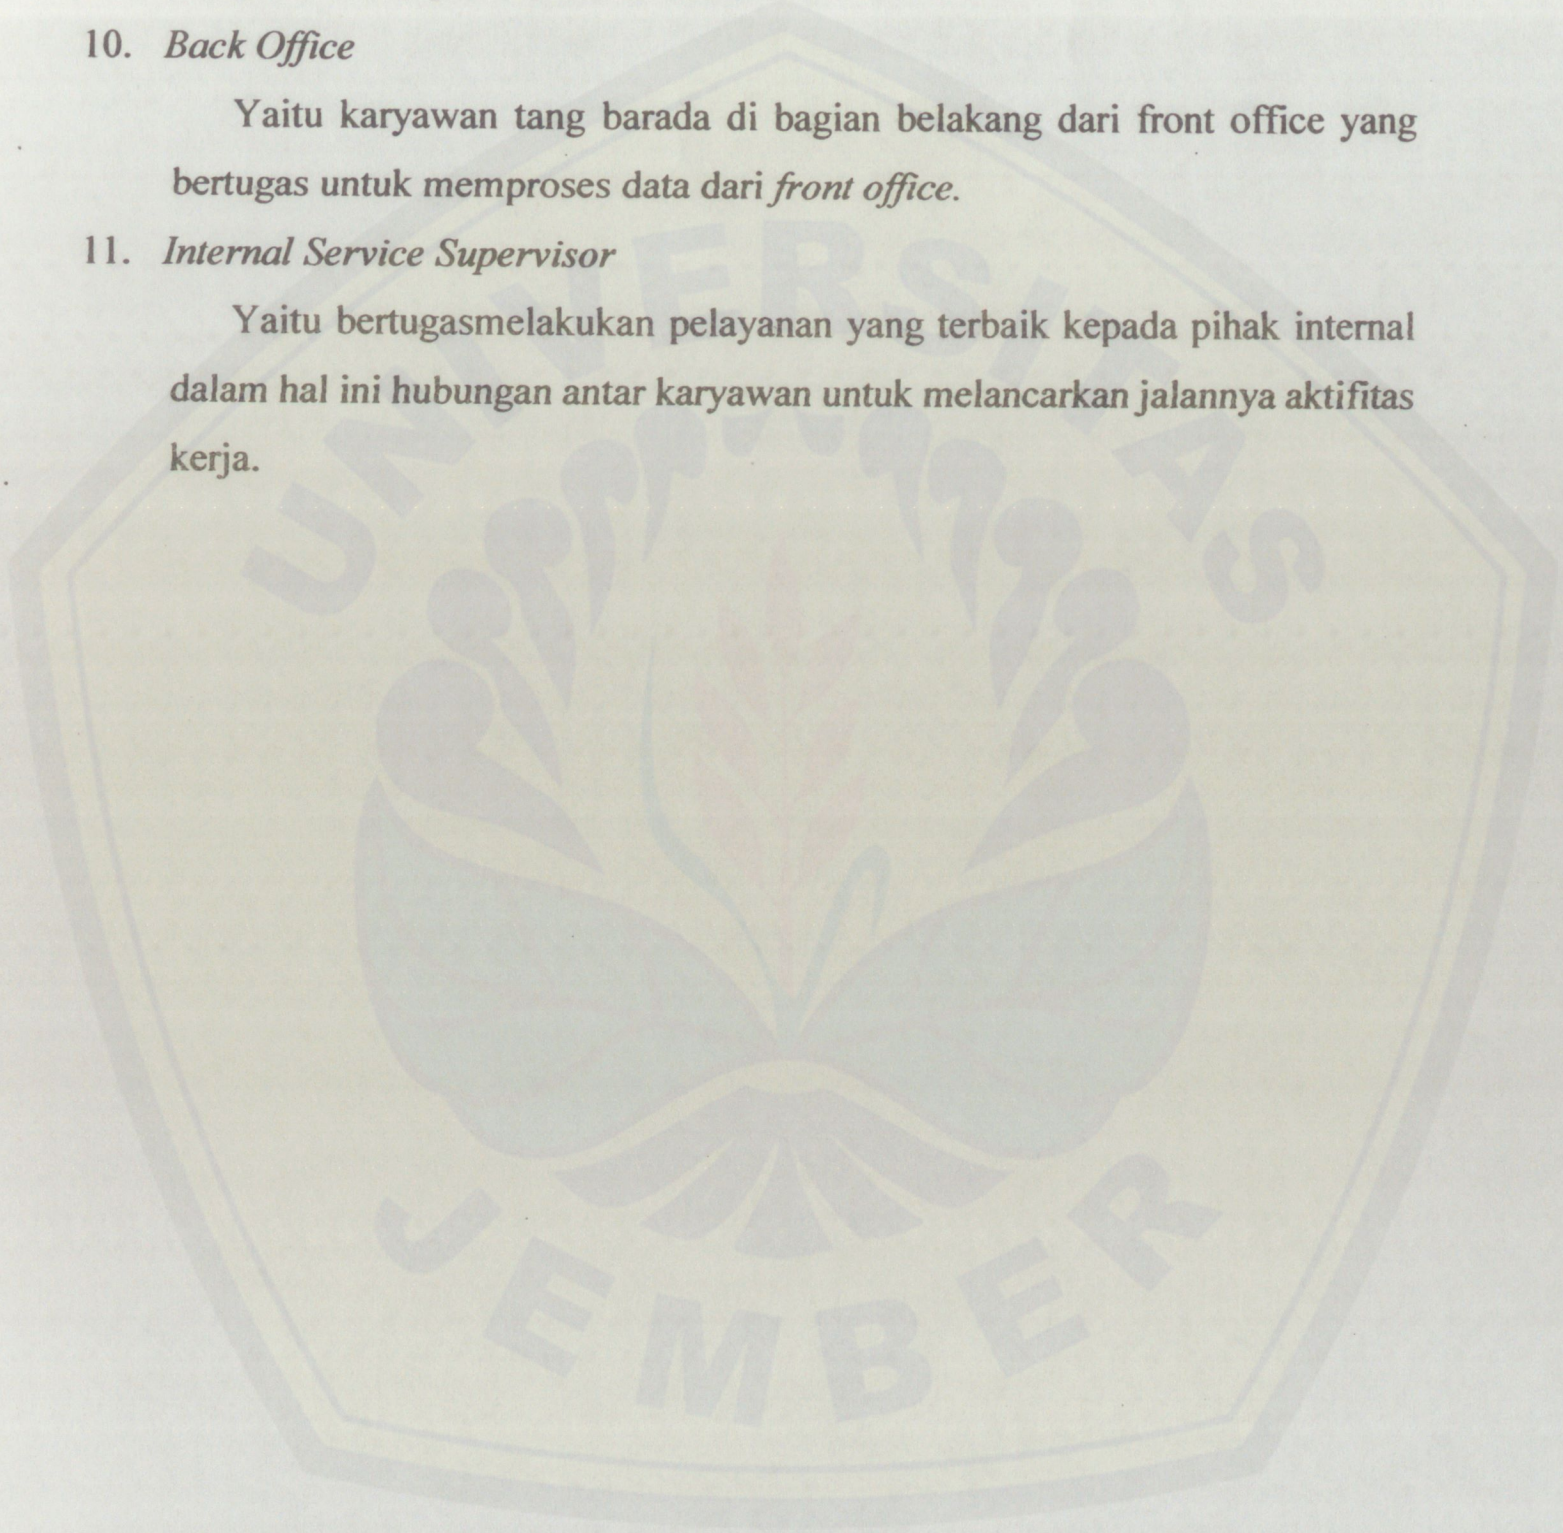 10. Back Office
Yaitu karyawan tang barada di bagian belakang dari front office yang
bertugas untuk memproses data dari front office.
11. Internal Service Supervisor
Yaitu bertugasmelakukan pelayanan yang terbaik kepada pihak internal
dalam hal ini hubungan antar karyawan untuk melancarkan jalannya aktifitas
kerja.
UNIVERSITAS
JEMBER